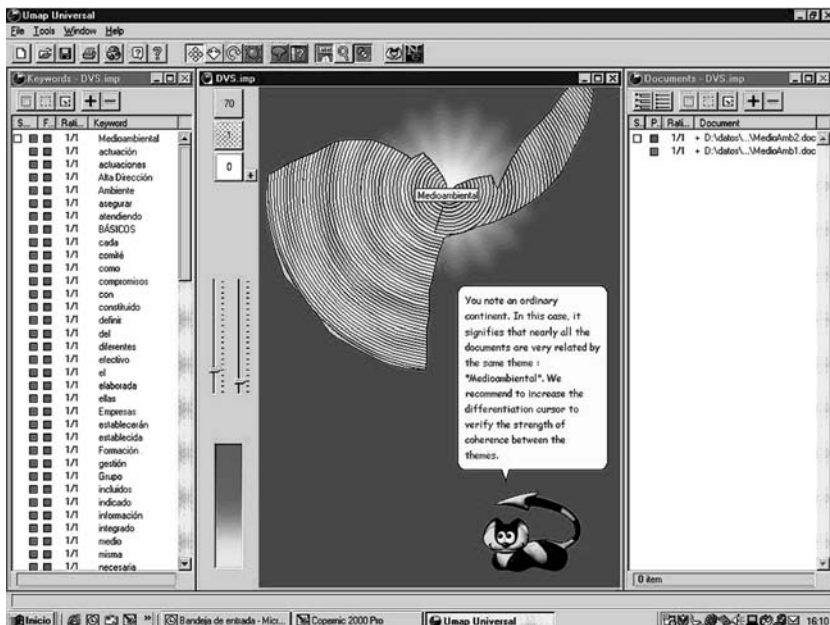 Umap Universal
File Tools Window Help
Keywords - DVS.imp
S... F.. Rati... Keyword
1/1 Medioambiental
1/1 actuación
1/1 actuaciones
1/1 Alta Dirección
1/1 Ambiente
1/1 asegurar
1/1 atendiendo
1/1 BÁSICOS
1/1 cada
1/1 comité
1/1 como
1/1 compromisos
1/1 con
1/1 constituido
1/1 definir
1/1 del
1/1 diferentes
1/1 efectivo
1/1 el
1/1 elaborada
1/1 ellas
1/1 Empresas
1/1 establecerán
1/1 establecida
1/1 Formación
1/1 gestión
1/1 Grupo
1/1 incluidos
1/1 indicado
1/1 información
1/1 integrado
1/1 medio
1/1 misma
1/1 necesaria
DVS.imp
70
1
0
Medioambiental
You note an ordinary
continent. In this case, it
signifies that nearly all the
documents are very related by
the same theme :
"Medioambiental". We
recommend to increase the
differentiation cursor to
verify the strength of
coherence between the
themes.
Documents - DVS.imp
S.. P.. Rati... Document
1/1 + D:\datos\...\MedioAmb2.doc
1/1 + D:\datos\...\MedioAmb1.doc
0 item
Inicio
Bandeja de entrada - Micr...
Copernic 2000 Pro
Umap Universal
16:10